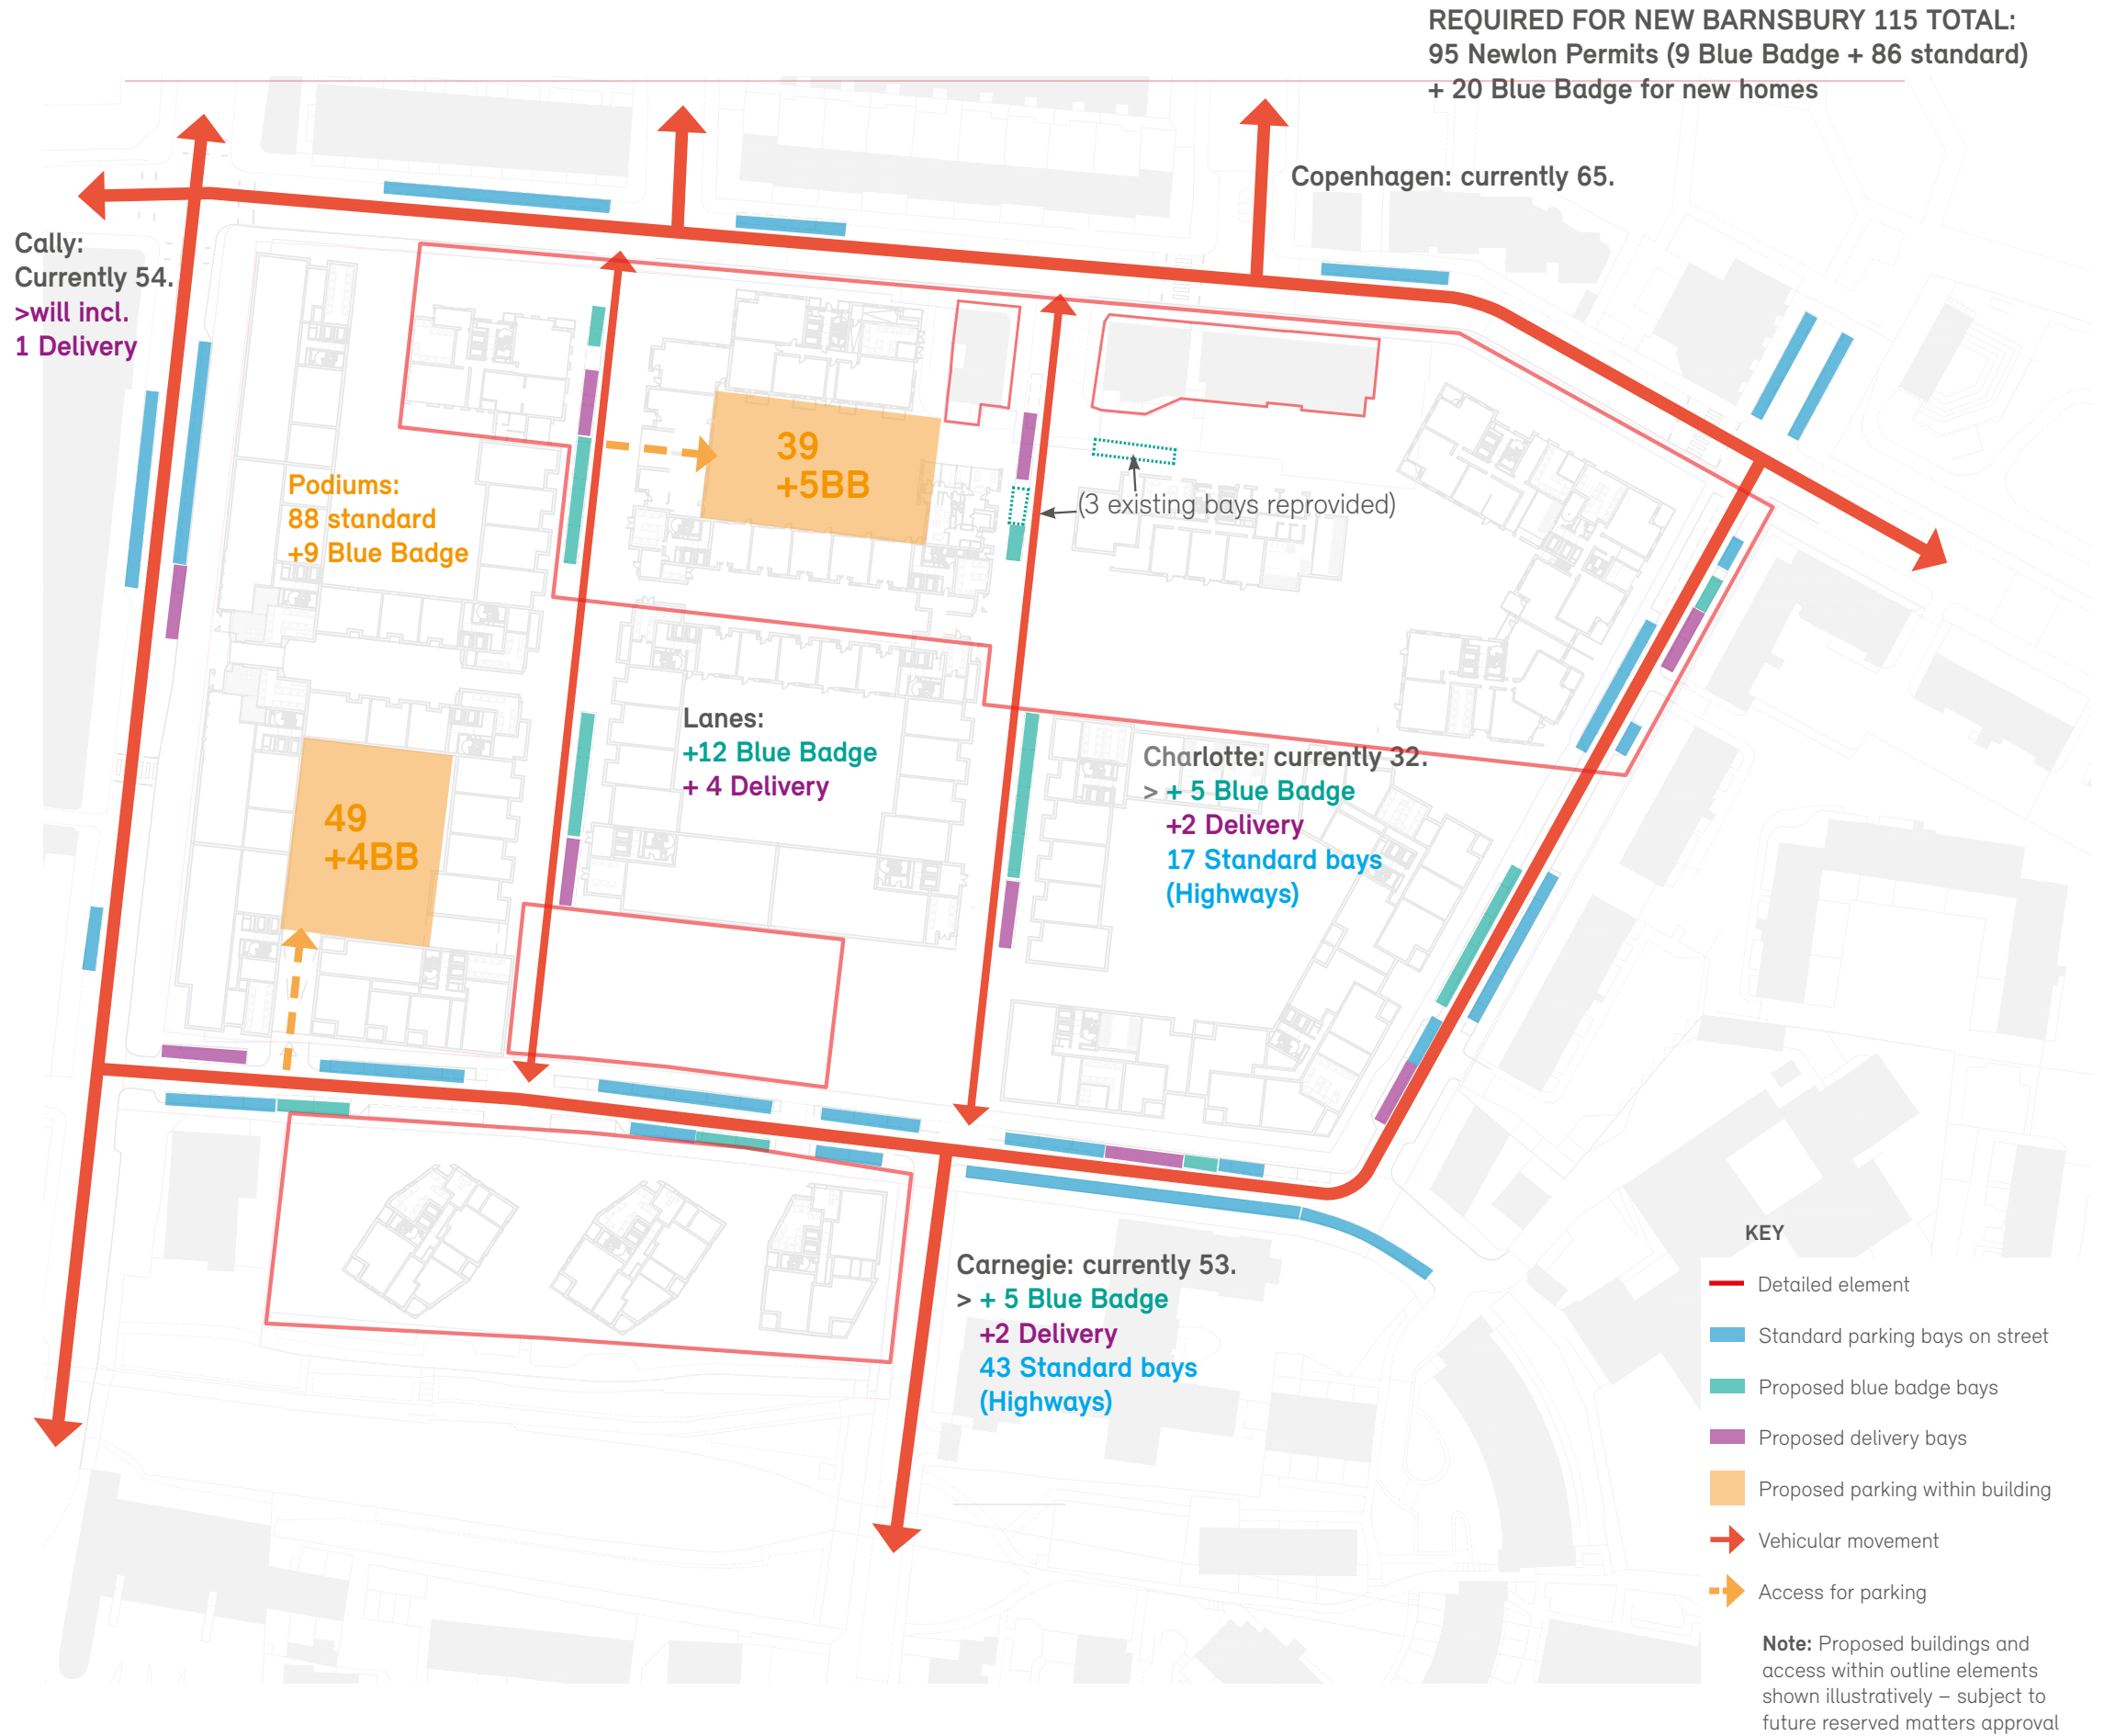 REQUIRED FOR NEW BARNSBURY 115 TOTAL:
95 Newlon Permits (9 Blue Badge + 86 standard)
+ 20 Blue Badge for new homes
Copenhagen: currently 65.
Cally:
Currently 54.
>will incl.
1 Delivery
39
+5BB
Podiums:
88 standard
+9 Blue Badge
(3 existing bays reprovided)
Lanes:
+12 Blue Badge
+ 4 Delivery
Charlotte: currently 32.
> + 5 Blue Badge
+2 Delivery
17 Standard bays
(Highways)
49
+4BB
Carnegie: currently 53.
> + 5 Blue Badge
+2 Delivery
43 Standard bays
(Highways)
KEY
Detailed element
Standard parking bays on street
Proposed blue badge bays
Proposed delivery bays
Proposed parking within building
Vehicular movement
Access for parking
Note: Proposed buildings and
access within outline elements
shown illustratively – subject to
future reserved matters approval